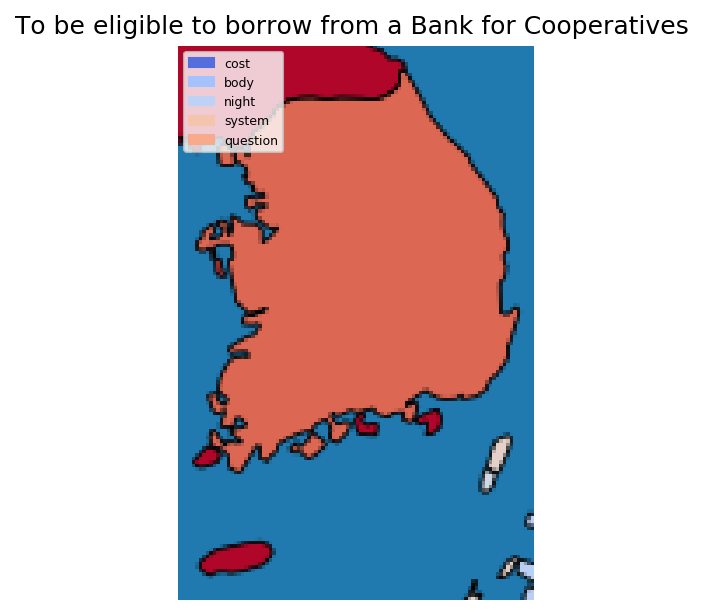 To be eligible to borrow from a Bank for Cooperatives
cost
body
night
system
question